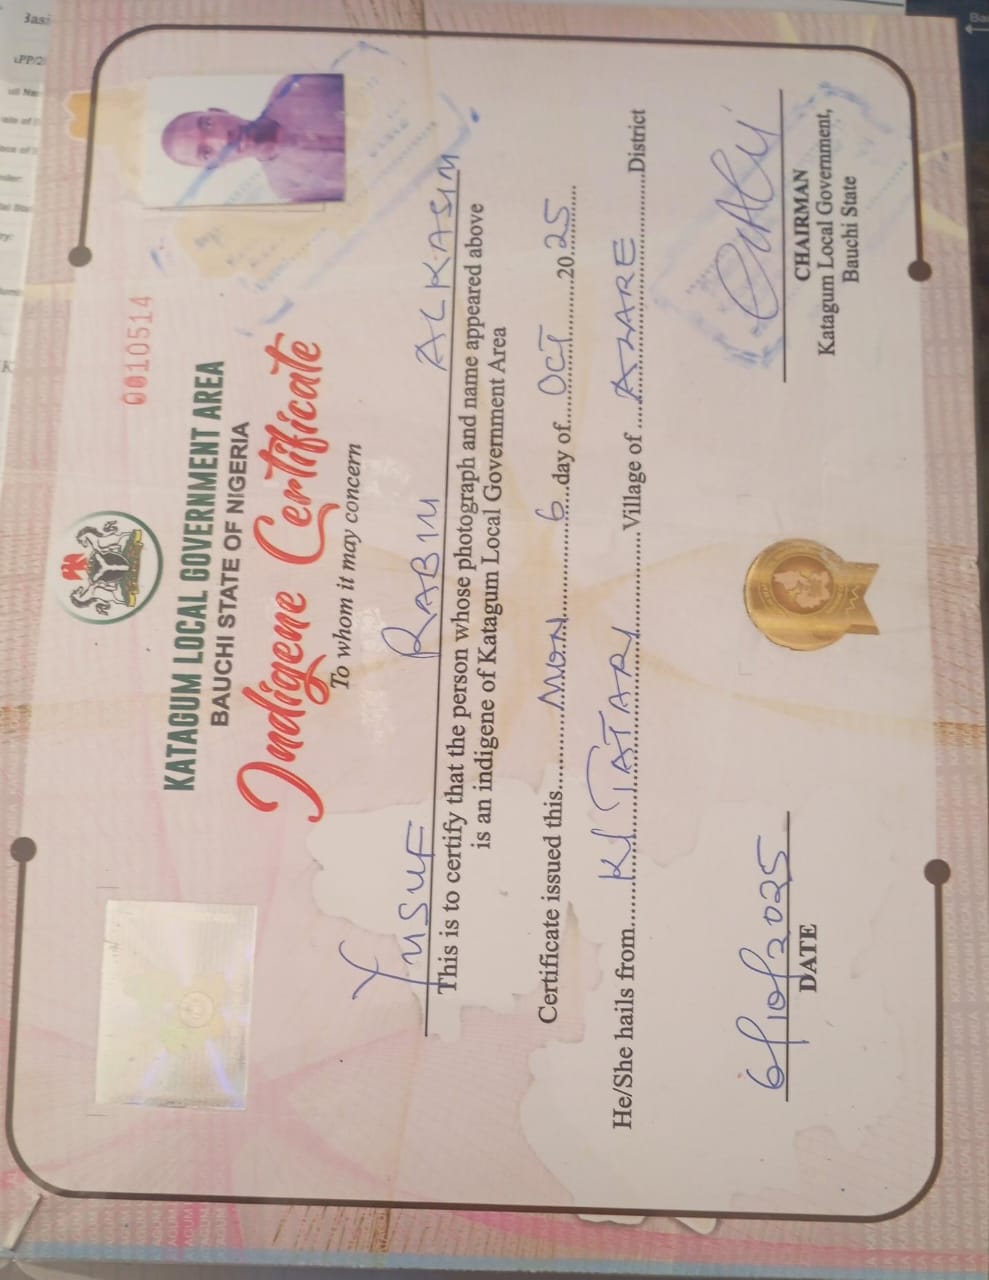 0010514
KATAGUM LOCAL GOVERNMENT AREA
BAUCHI STATE OF NIGERIA
Indigene Certificate
To whom it may concern
YUSUF RABIU ALKASIM
This is to certify that the person whose photograph and name appeared above
is an indigene of Katagum Local Government Area
Certificate issued this..........MON..........6.....day of....OCT..........20.25........
He/She hails from.......... TATARI..........Village of ....AZARE..........District
6/10/2025
DATE
CHAIRMAN
Katagum Local Government,
Bauchi State